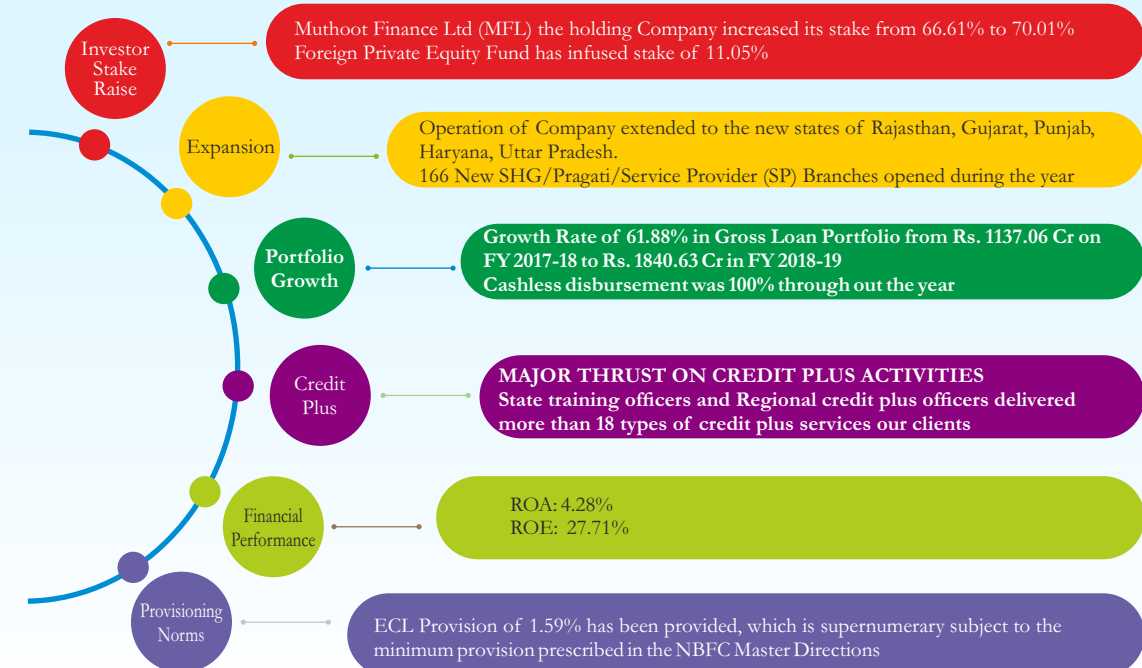 Investor
Stake
Raise
Muthoot Finance Ltd (MFL) the holding Company increased its stake from 66.61% to 70.01%
Foreign Private Equity Fund has infused stake of 11.05%
Expansion
Operation of Company extended to the new states of Rajasthan, Gujarat, Punjab,
Haryana, Uttar Pradesh.
166 New SHG/Pragati/Service Provider (SP) Branches opened during the year
Portfolio
Growth
Growth Rate of 61.88% in Gross Loan Portfolio from Rs. 1137.06 Cr on
FY 2017-18 to Rs. 1840.63 Cr in FY 2018-19
Cashless disbursement was 100% through out the year
Credit
Plus
MAJOR THRUST ON CREDIT PLUS ACTIVITIES
State training officers and Regional credit plus officers delivered
more than 18 types of credit plus services our clients
Financial
Performance
ROA: 4.28%
ROE: 27.71%
Provisioning
Norms
ECL Provision of 1.59% has been provided, which is supernumerary subject to the
minimum provision prescribed in the NBFC Master Directions